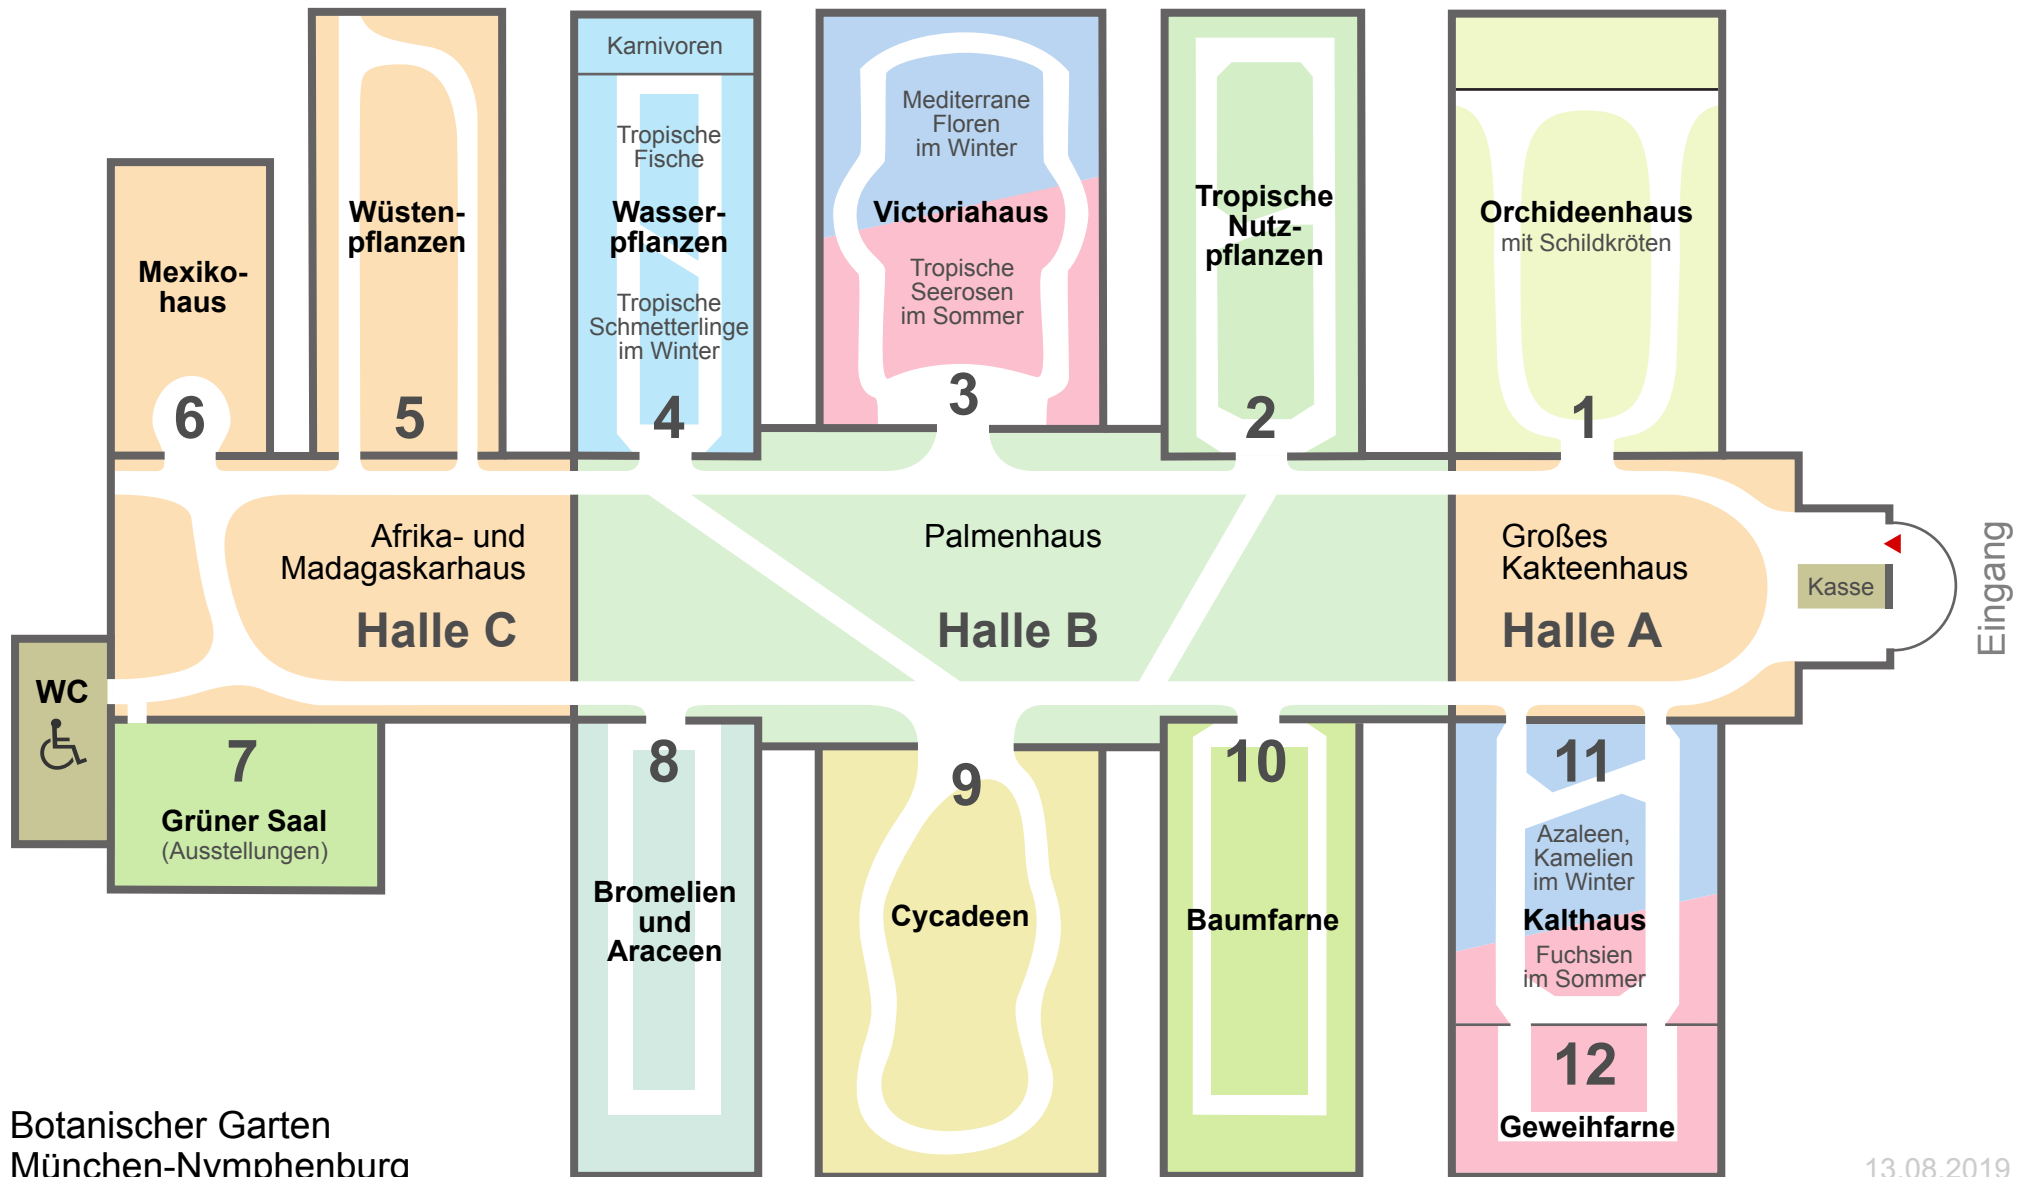 Karnivoren
Tropische
Fische
Wasser-
pflanzen
Tropische
Schmetterlinge
im Winter
4
Mediterrane
Floren
im Winter
Victoriahaus
Tropische
Seerosen
im Sommer
3
Tropische
Nutz-
pflanzen
2
Orchideenhaus
mit Schildkröten
1
Wüsten-
pflanzen
5
Mexiko-
haus
6
Afrika- und
Madagaskarhaus
Halle C
Palmenhaus
Halle B
Großes
Kakteenhaus
Halle A
Kasse
Eingang
WC
7
Grüner Saal
(Ausstellungen)
8
Bromelien
und
Araceen
9
Cycadeen
10
Baumfarne
11
Azaleen,
Kamelien
im Winter
Kalthaus
Fuchsien
im Sommer
12
Geweihfarne
Botanischer Garten
München-Nymphenburg
13.08.2019